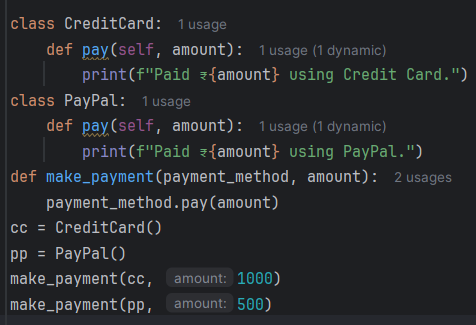 class CreditCard: 1 usage
    def pay(self, amount): 1 usage (1 dynamic)
        print(f"Paid ₹{amount} using Credit Card.")
class PayPal: 1 usage
    def pay(self, amount): 1 usage (1 dynamic)
        print(f"Paid ₹{amount} using PayPal.")
def make_payment(payment_method, amount): 2 usages
    payment_method.pay(amount)
cc = CreditCard()
pp = PayPal()
make_payment(cc, amount: 1000)
make_payment(pp, amount: 500)